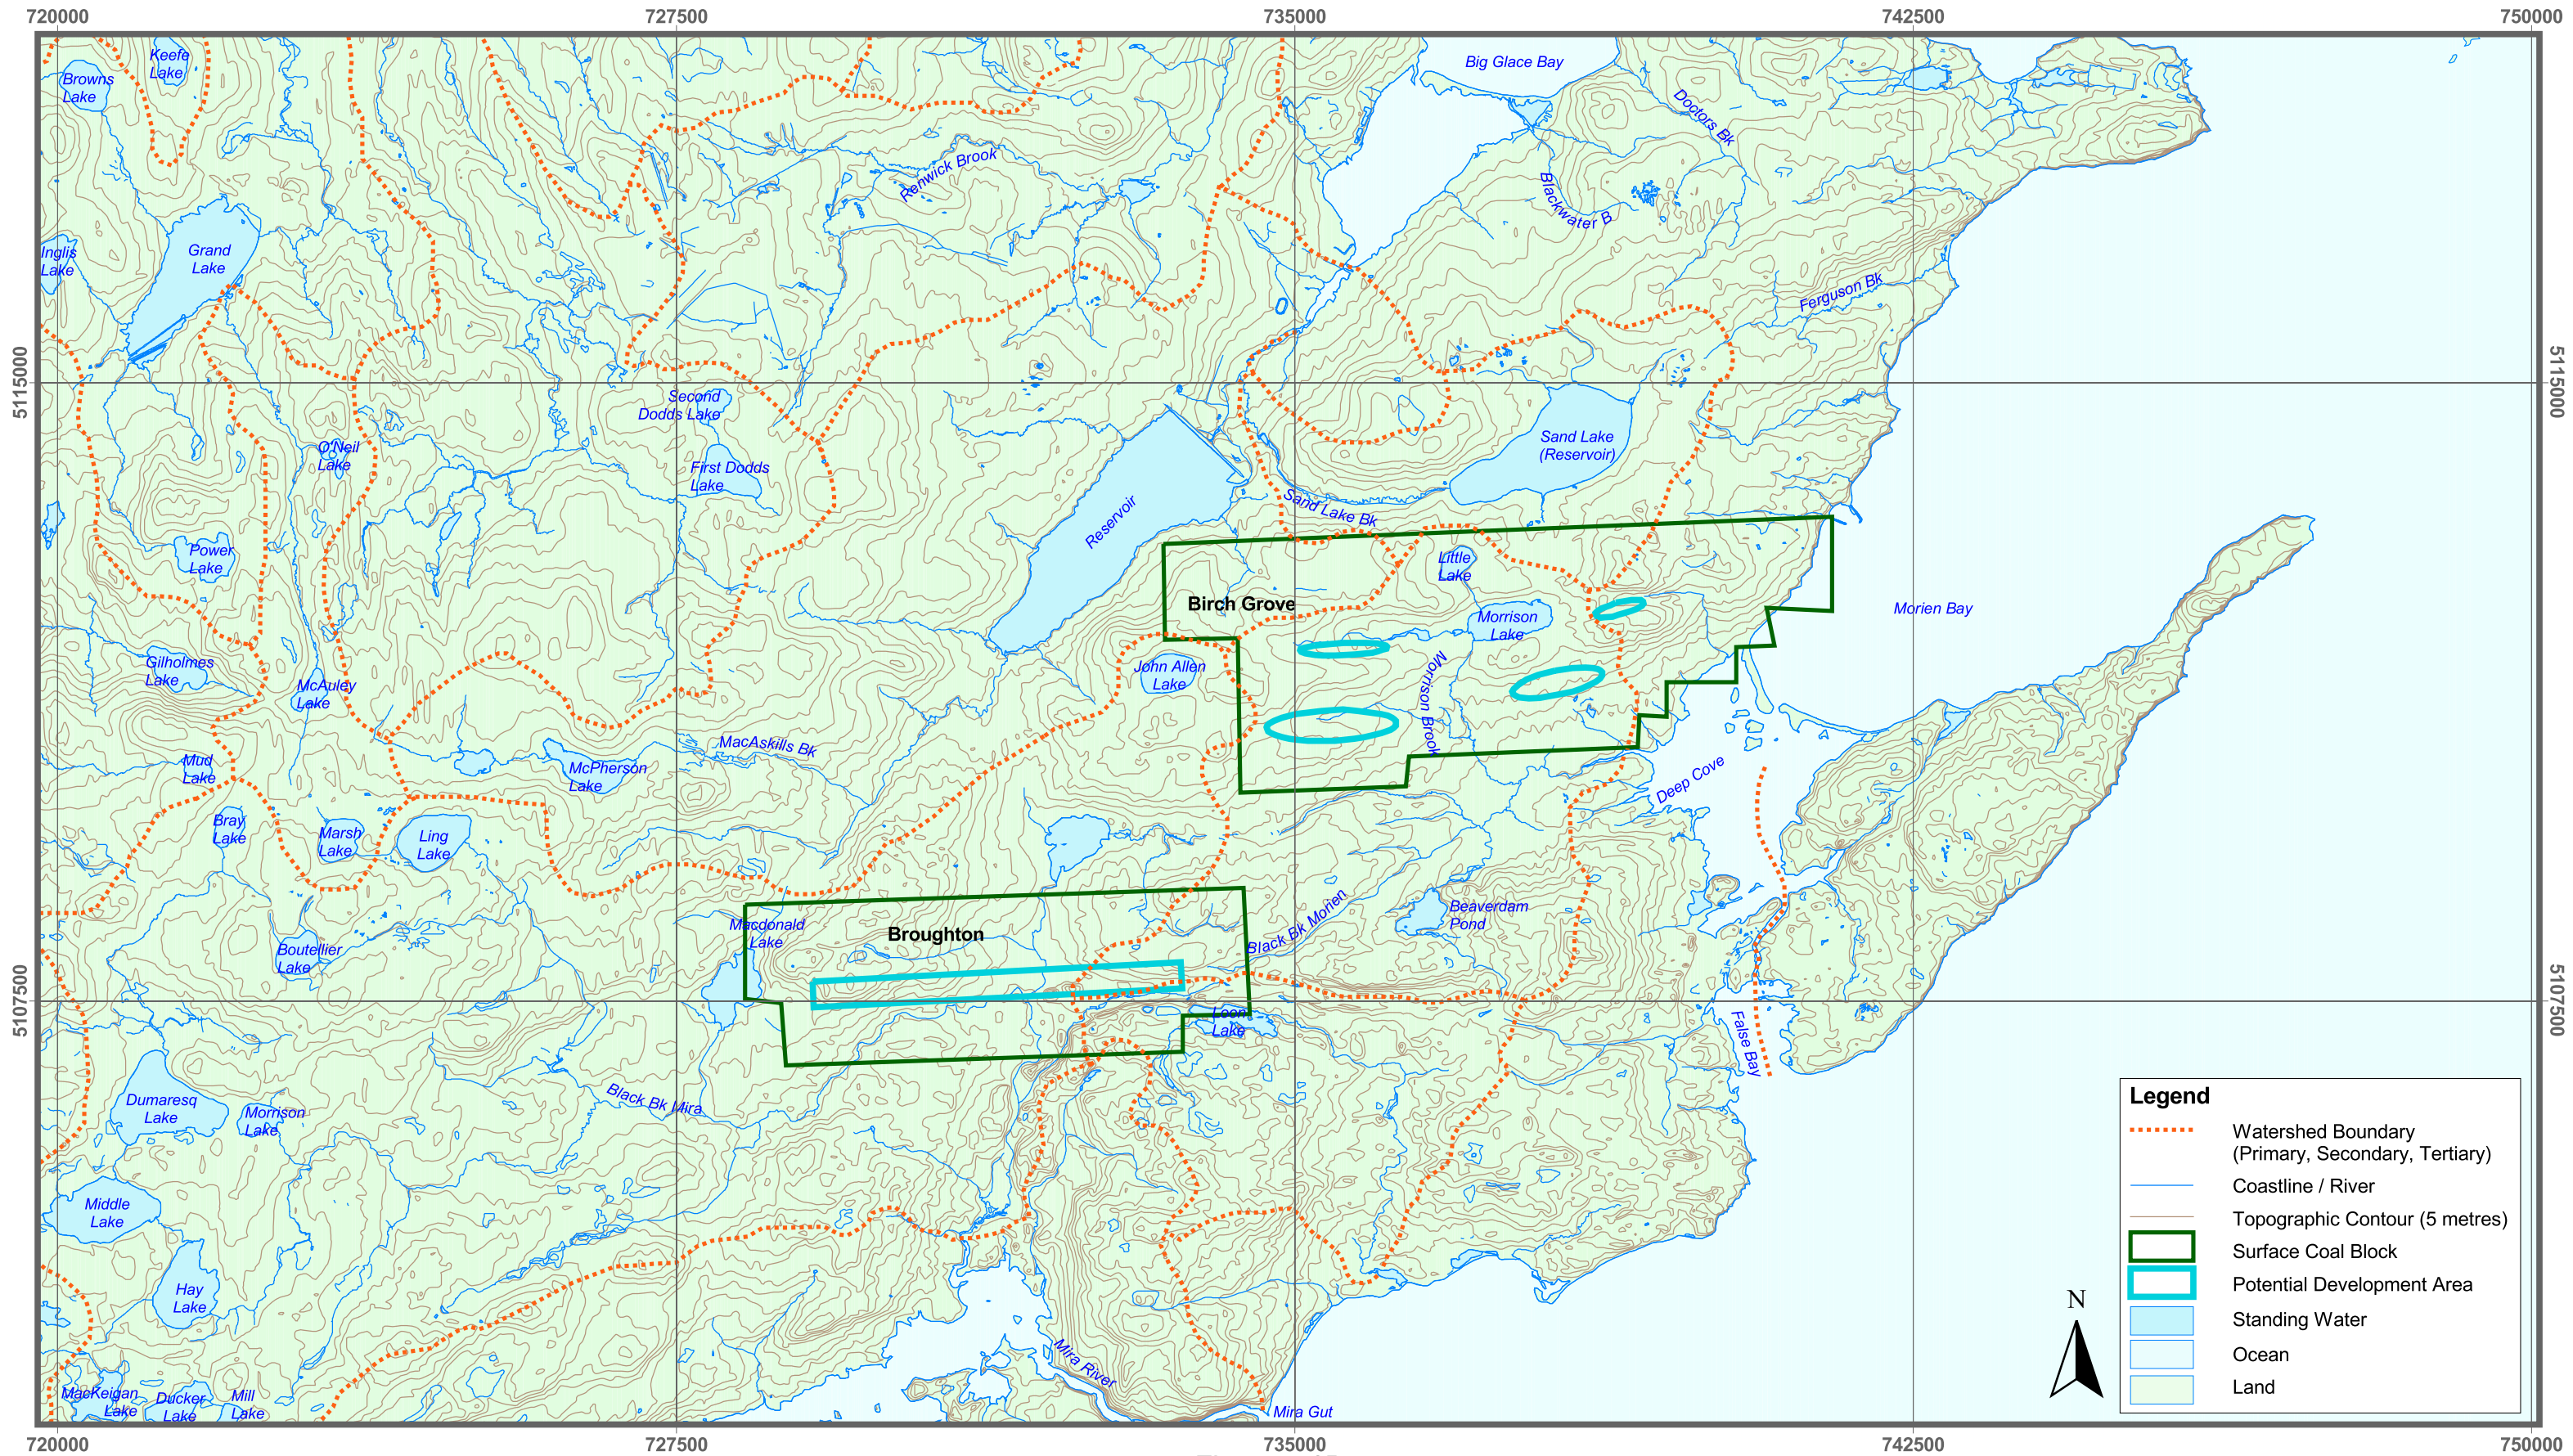 720000
727500
735000
742500
750000
Keefe
Lake
Browns
Lake
Big Glace Bay
Doctors Bk
Renwick Brook
Blackwater B
Inglis
Lake
Grand
Lake
Ferguson Bk
5115000
5115000
Second
Dodds Lake
O'Neil
Lake
First Dodds
Lake
Sand Lake
(Reservoir)
Reservoir
Sand Lake Bk
Power
Lake
Little
Lake
Birch Grove
Morrison
Lake
Morien Bay
Gilholmes
Lake
McAuley
Lake
John Allen
Lake
Morrison Brook
MacAskills Bk
Mud
Lake
McPherson
Lake
Deep Cove
Bray
Lake
Marsh
Lake
Ling
Lake
Macdonald
Lake
Broughton
Black Bk Morien
Beaverdam
Pond
Boutellier
Lake
5107500
5107500
Loon
Lake
False Bay
Dumaresq
Lake
Morrison
Lake
Black Bk Mira
Middle
Lake
Hay
Lake
Mira River
MacKeigan
Lake
Ducker
Lake
Mill
Lake
Mira Gut
N
Legend
Watershed Boundary
(Primary, Secondary, Tertiary)
Coastline / River
Topographic Contour (5 metres)
Surface Coal Block
Potential Development Area
Standing Water
Ocean
Land
720000
727500
735000
742500
750000